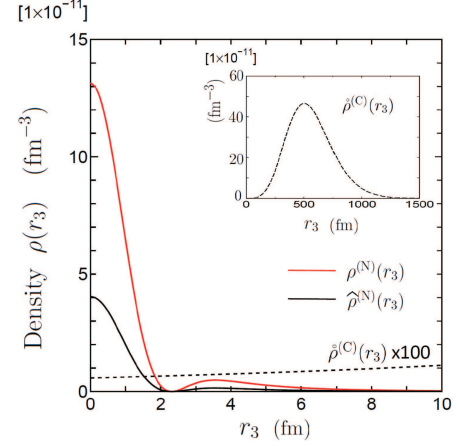 [1×10⁻¹¹]
15
10
5
0
Density ρ(r₃) (fm⁻³)
[1×10⁻¹¹]
60
40
20
0
(fm⁻³)
ρ̊⁽ᶜ⁾(r₃)
0 500 1000 1500
r₃ (fm)
ρ⁽ᴺ⁾(r₃)
ρ̂⁽ᴺ⁾(r₃)
ρ̊⁽ᶜ⁾(r₃) x100
0 2 4 6 8 10
r₃ (fm)